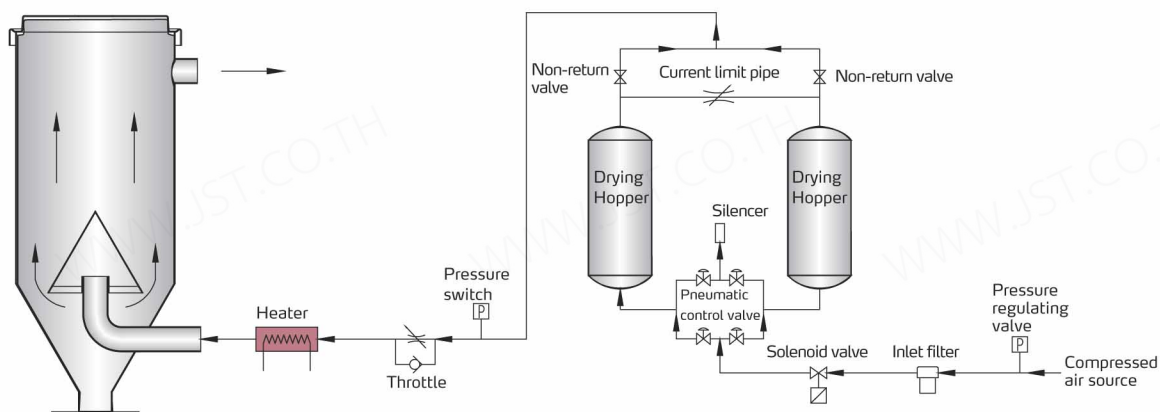 Non-return
valve
Current limit pipe
Non-return valve
Drying
Hopper
Drying
Hopper
Silencer
Pneumatic
control valve
Pressure
switch
P
Heater
Throttle
Pressure
regulating
valve
P
Solenoid valve
Inlet filter
Compressed
air source
WWW.JST.CO.TH
WWW.JST.CO.TH
WWW.JST.CO.TH